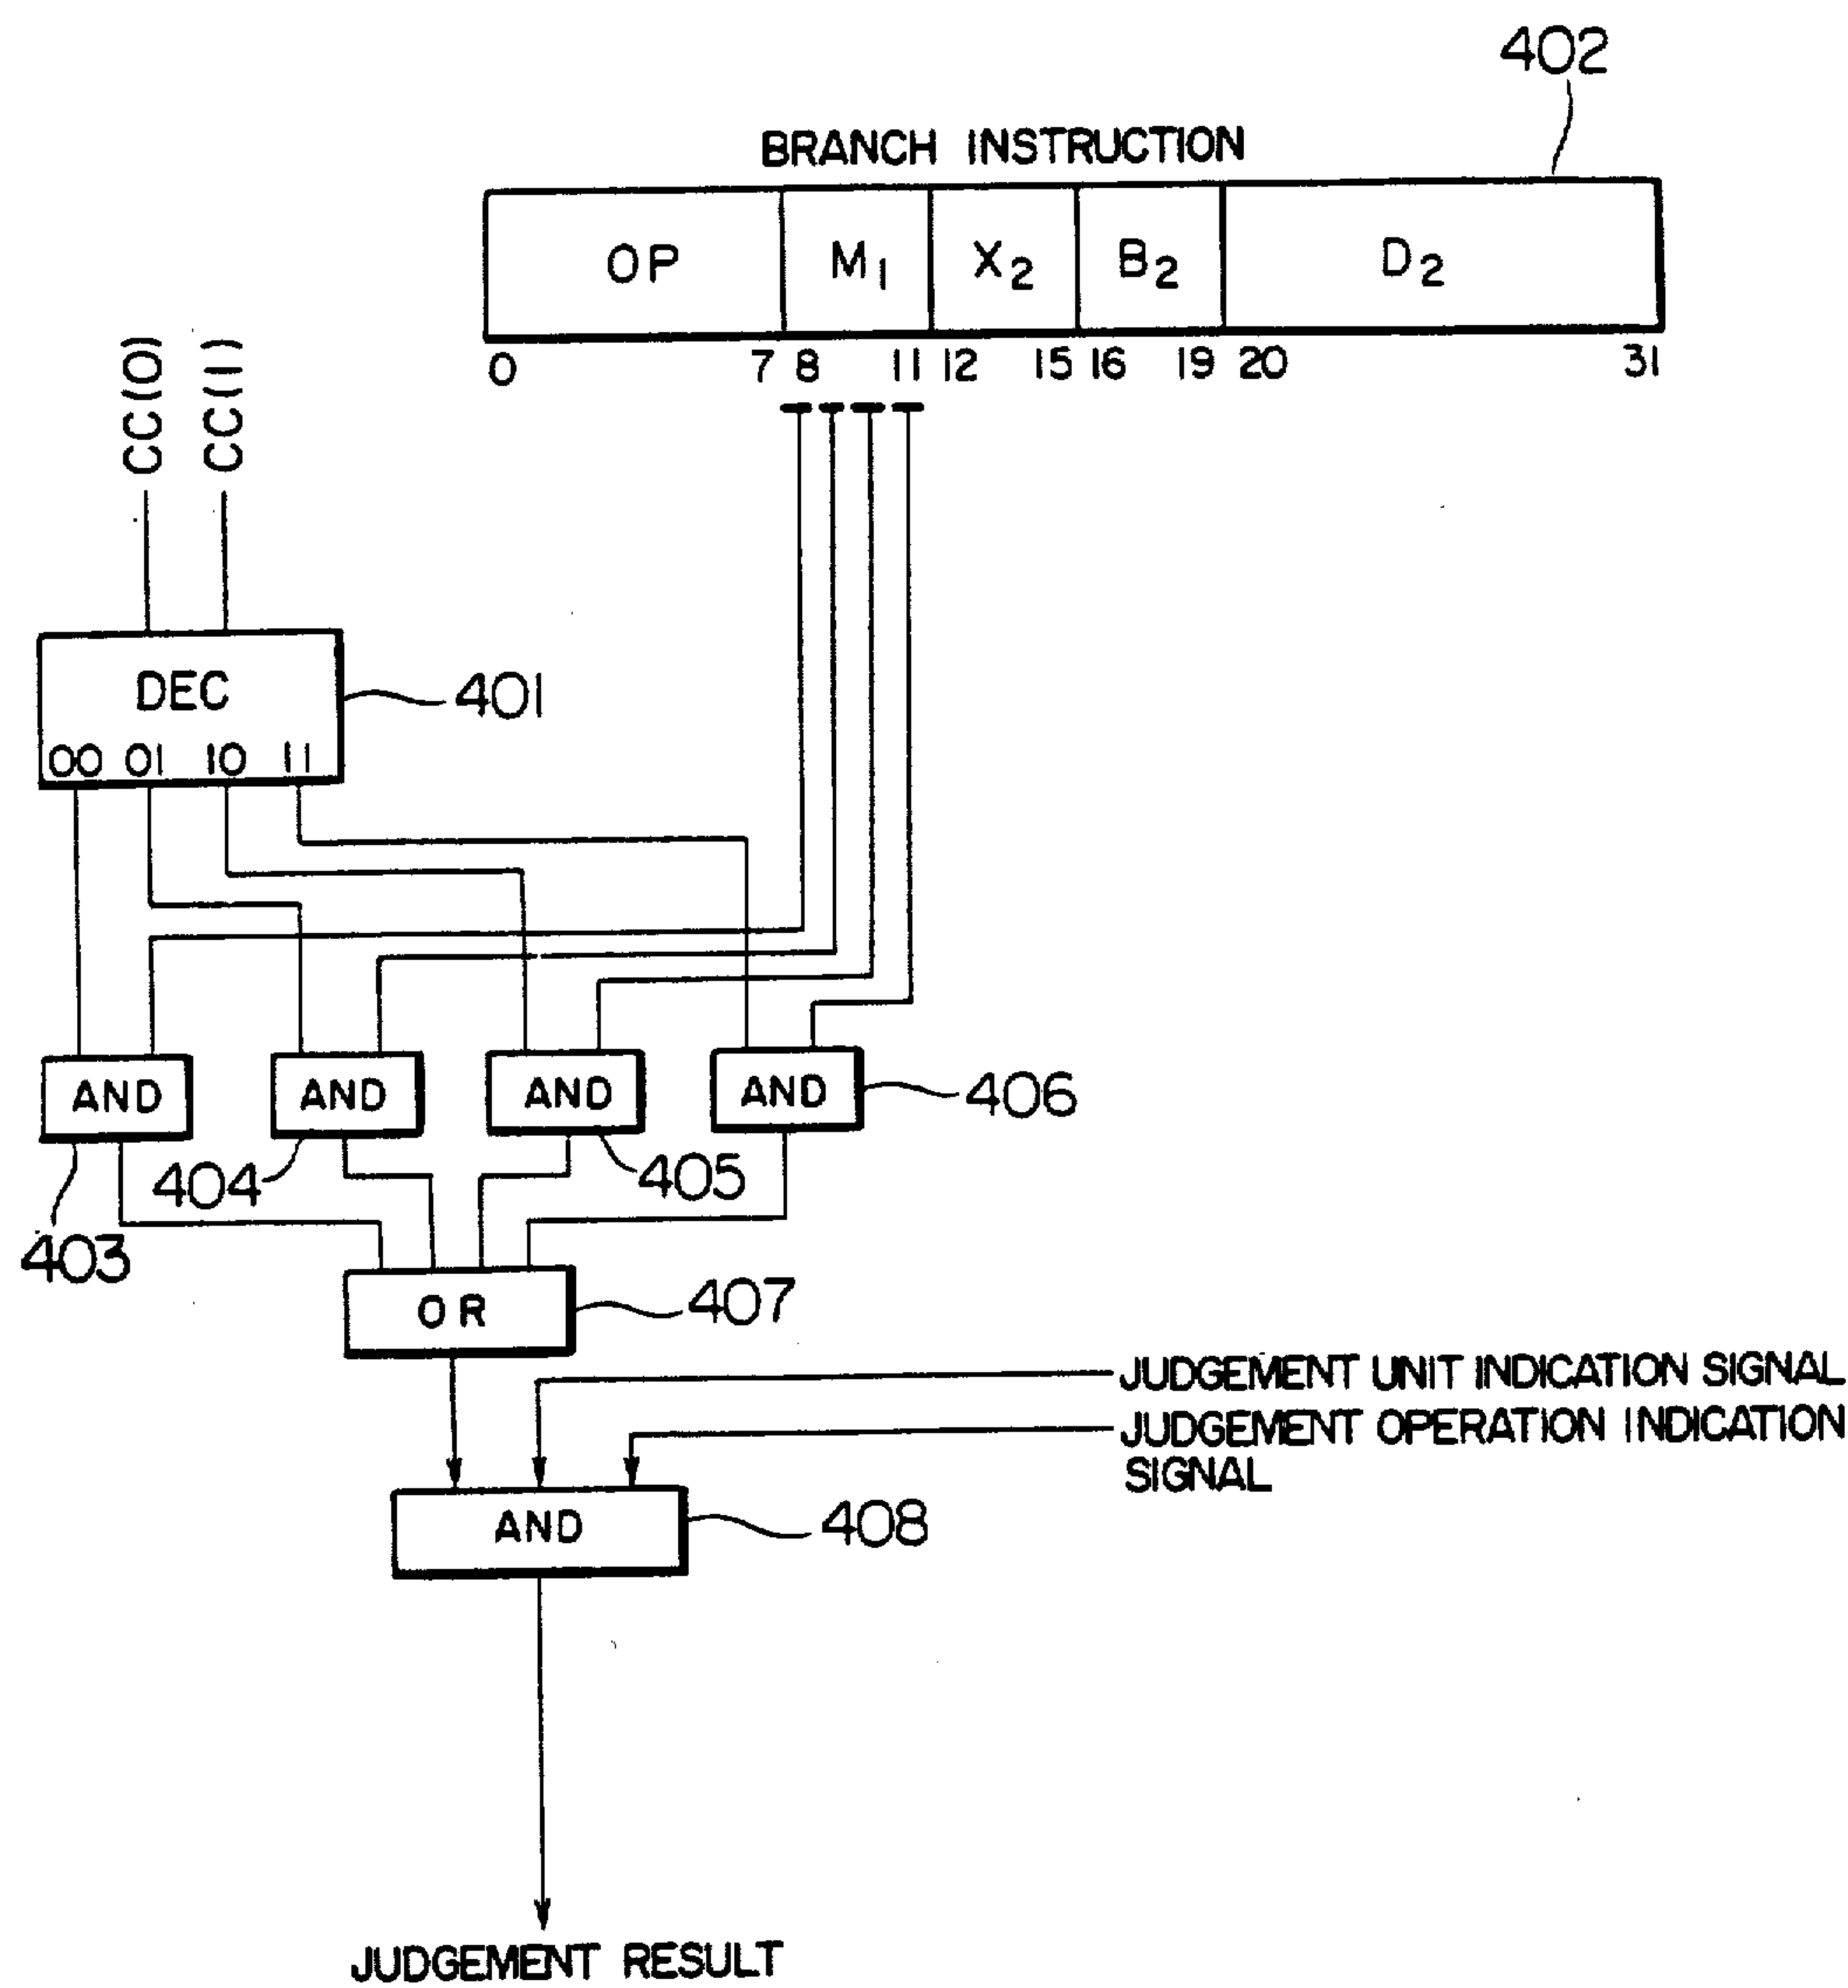 402
BRANCH INSTRUCTION
OP M1 X2 B2 D2
0 7 8 11 12 15 16 19 20 31
CC(0)
CC(1)
DEC
401
00 01 10 11
AND
AND
AND
AND
406
404
405
403
OR
407
JUDGEMENT UNIT INDICATION SIGNAL
JUDGEMENT OPERATION INDICATION
SIGNAL
AND
408
JUDGEMENT RESULT